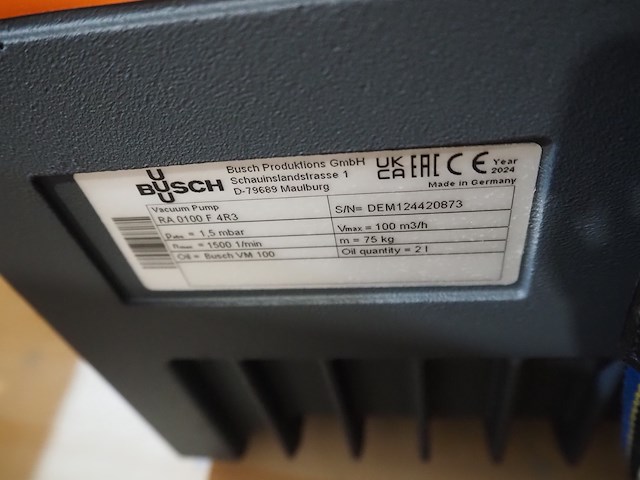 BUSCH
Busch Produktions GmbH
Schauinslandstrasse 1
D-79689 Maulburg
UK CA EAC CE Year 2024
Made in Germany
Vacuum Pump
RA 0100 F 4R3
S/N= DEM124420873
= 1,5 mbar
Vmax = 100 m3/h
= 1500 1/min
m = 75 kg
Oil = Busch VM 100
Oil quantity = 2 l